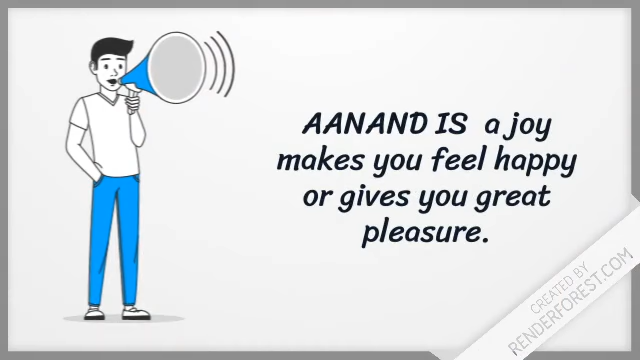 AANAND IS  a joy
makes you feel happy
or gives you great
pleasure.
CREATED BY
RENDERFOREST.COM